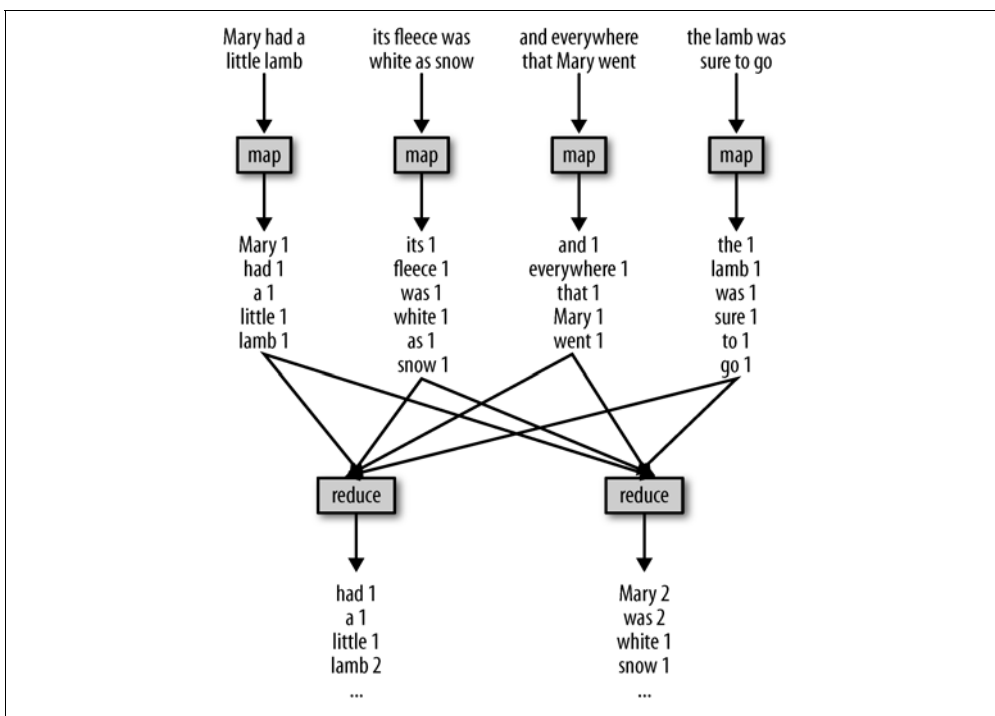 Mary had a
little lamb
its fleece was
white as snow
and everywhere
that Mary went
the lamb was
sure to go
map
map
map
map
Mary 1
had 1
a 1
little 1
lamb 1
its 1
fleece 1
was 1
white 1
as 1
snow 1
and 1
everywhere 1
that 1
Mary 1
went 1
the 1
lamb 1
was 1
sure 1
to 1
go 1
reduce
reduce
had 1
a 1
little 1
lamb 2
...
Mary 2
was 2
white 1
snow 1
...